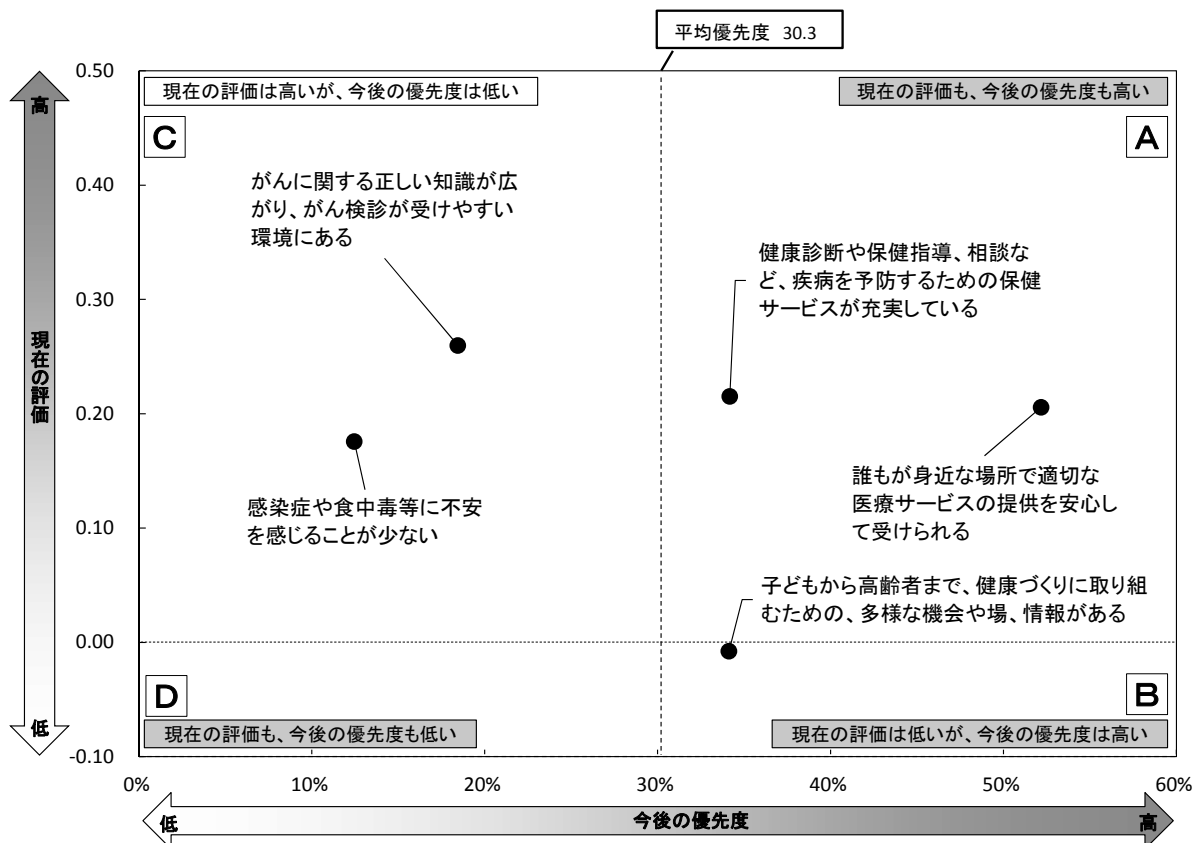 平均優先度 30.3
0.50
0.40
0.30
0.20
0.10
0.00
-0.10
高
現在の評価
低
現在の評価は高いが、今後の優先度は低い
現在の評価も、今後の優先度も高い
C
A
がんに関する正しい知識が広
がり、がん検診が受けやすい
環境にある
健康診断や保健指導、相談な
ど、疾病を予防するための保健
サービスが充実している
感染症や食中毒等に不安
を感じることが少ない
誰もが身近な場所で適切な
医療サービスの提供を安心し
て受けられる
子どもから高齢者まで、健康づくりに取り組
むための、多様な機会や場、情報がある
D
B
現在の評価も、今後の優先度も低い
現在の評価は低いが、今後の優先度は高い
0%
10%
20%
30%
40%
50%
60%
低
今後の優先度
高